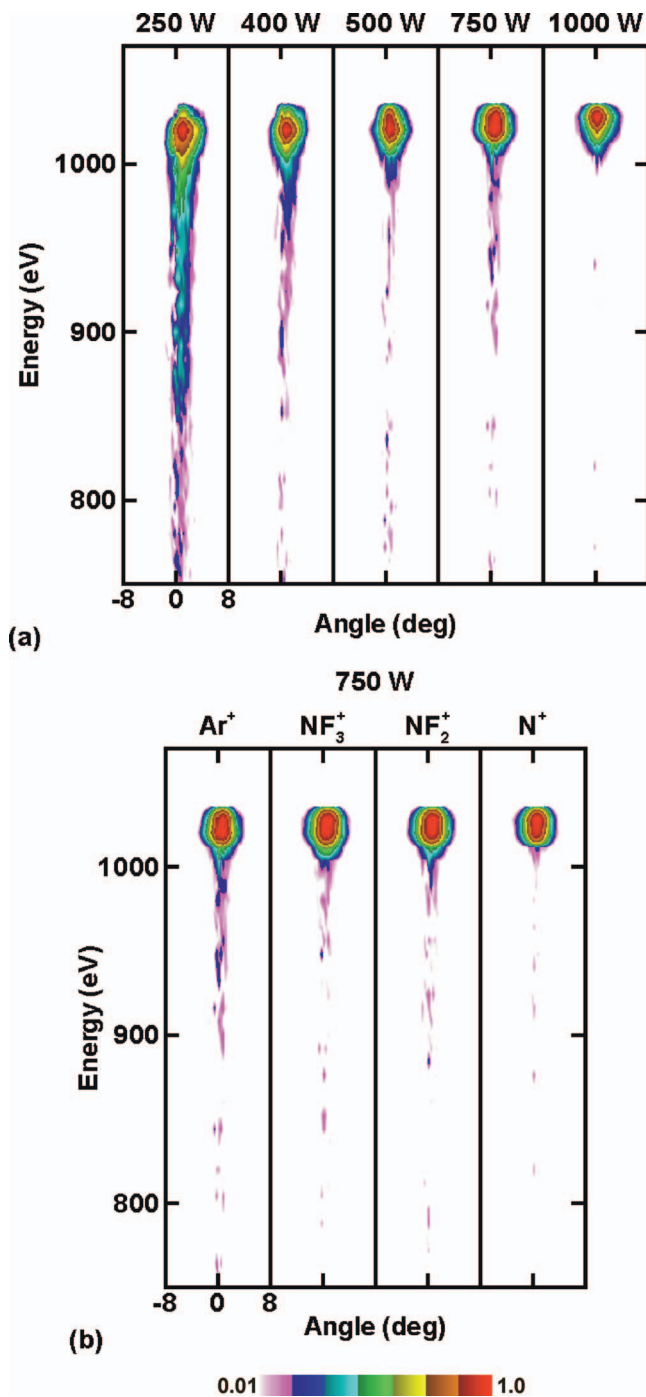 250 W 400 W 500 W 750 W 1000 W
1000
900
800
Energy (eV)
-8 0 8
Angle (deg)
(a)
750 W
Ar+ NF3+ NF2+ N+
1000
900
800
Energy (eV)
-8 0 8
Angle (deg)
(b)
0.01 1.0